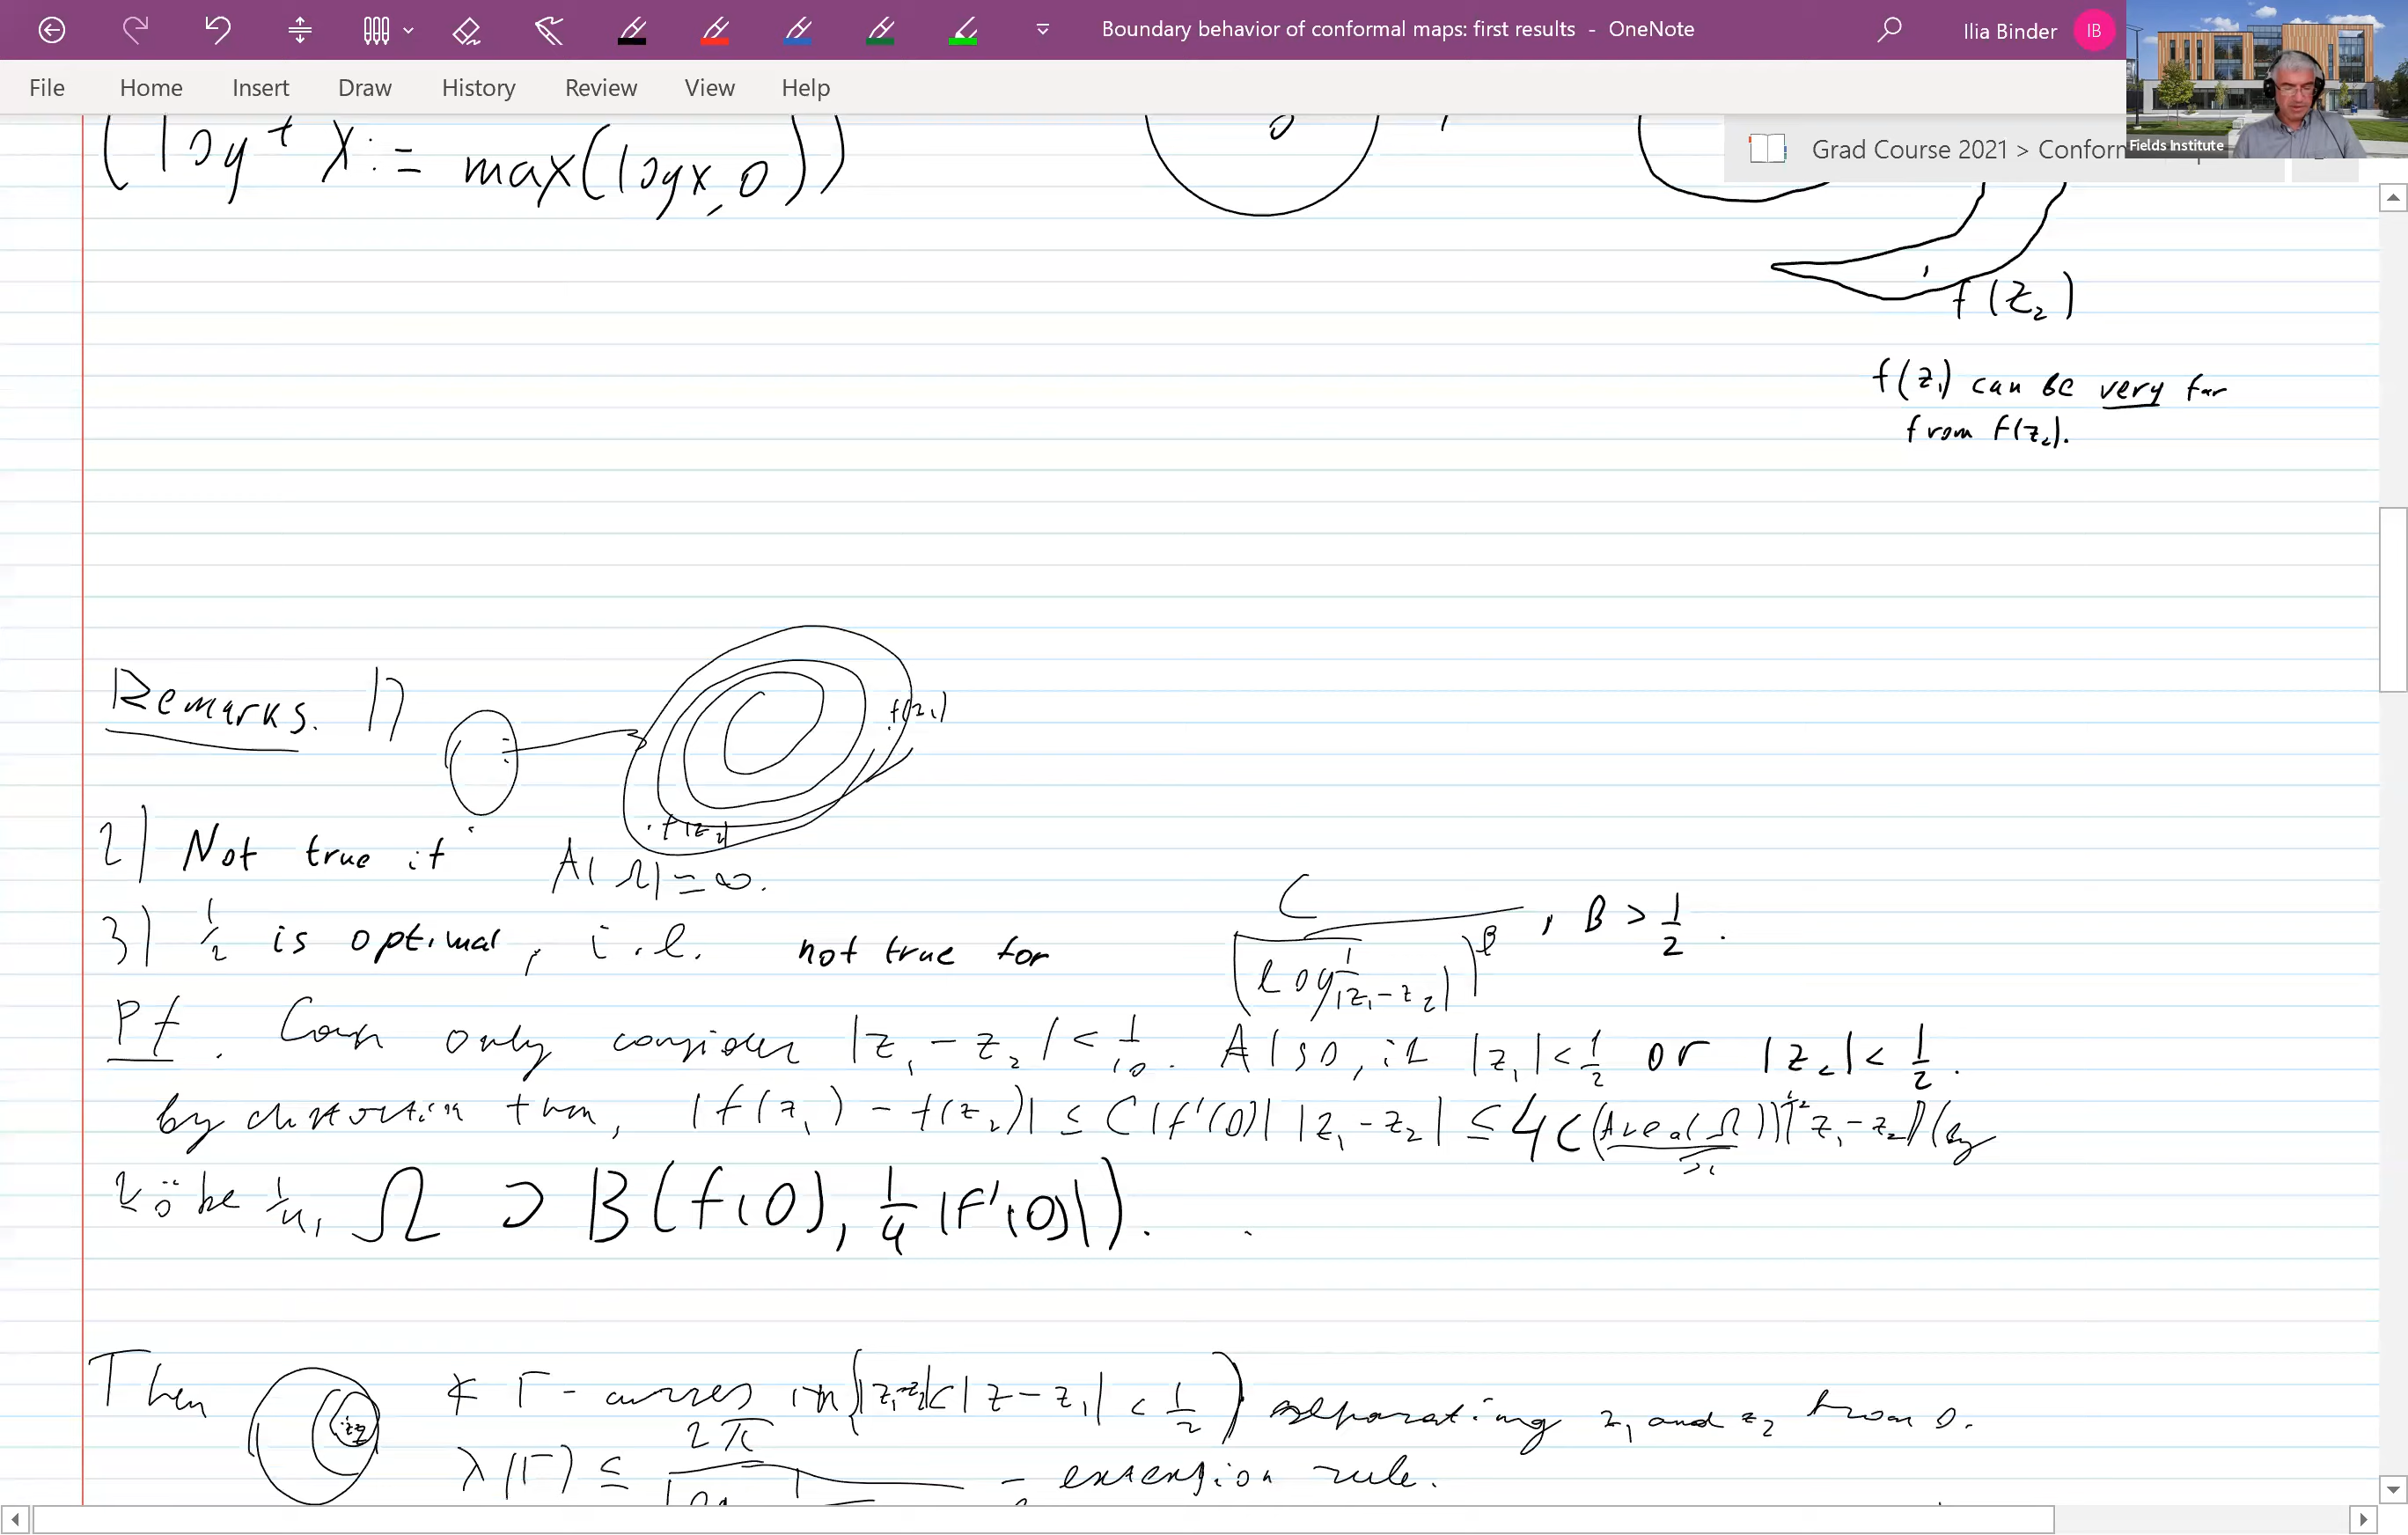 Boundary behavior of conformal maps: first results - OneNote
Ilia Binder
IB
File Home Insert Draw History Review View Help
Grad Course 2021 > Conform
Fields Institute
(log⁺ X := max(log x, 0))
0
f(z₂)
f(z₁) can be very far
from f(z₂).
Remarks. 1)
f(z₁)
f(z₂)
2) Not true if A(Ω) = ∞.
3) 1/2 is optimal, i.e. not true for C/(log 1/|z₁-z₂|)^β, β > 1/2.
Pf. Can only consider |z₁ - z₂| < 1/10. Also, if |z₁| < 1/2 or |z₂| < 1/2.
by distortion thm, |f(z₁) - f(z₂)| ≤ C |f'(0)| |z₁ - z₂| ≤ 4C (Area(Ω)/π)^{1/2} |z₁ - z₂| (by
Köbe 1/4, Ω ⊃ B(f(0), 1/4 |f'(0)|).
Then Γ - curves in {|z₁-z₂| < |z - z₁| < 1/2} separating z₁ and z₂ from 0.
λ(Γ) ≤ 2π - extension rule.